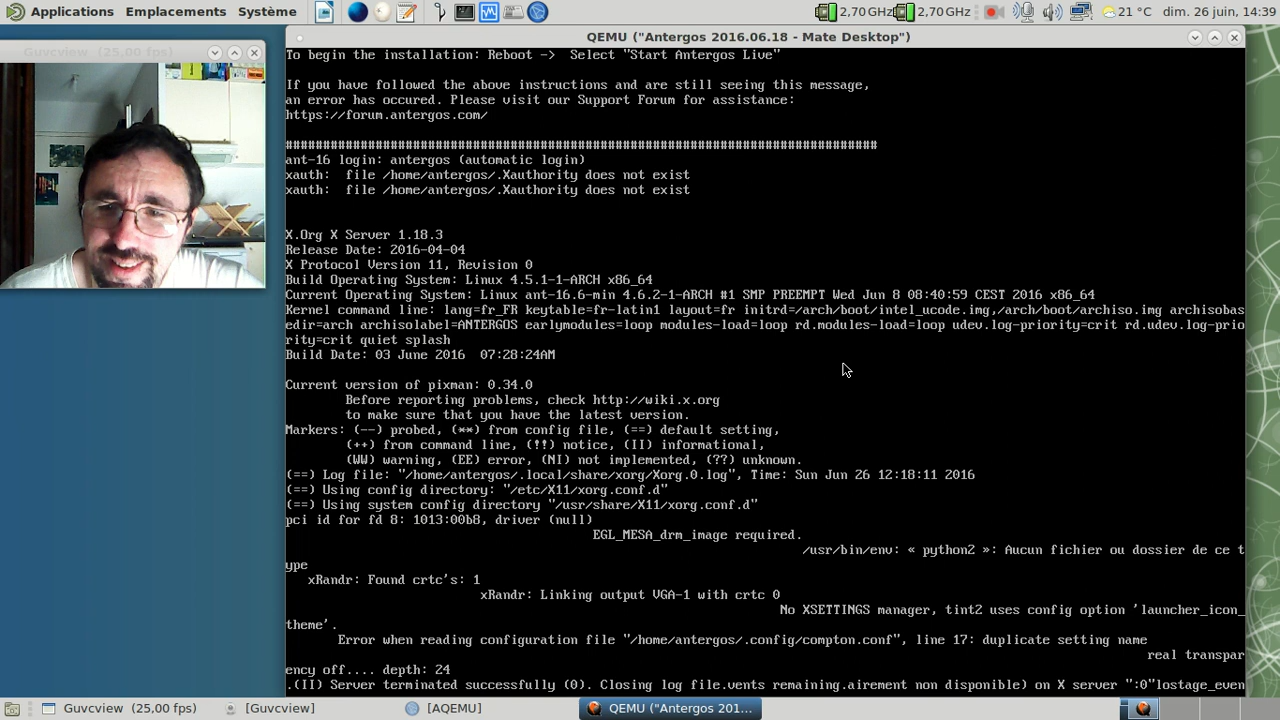 Applications Emplacements Système 2,70 GHz 2,70 GHz 21 °C dim. 26 juin, 14:39
Guvcview (25.00 fps)
QEMU ("Antergos 2016.06.18 - Mate Desktop")
To begin the installation: Reboot -> Select "Start Antergos Live"
If you have followed the above instructions and are still seeing this message,
an error has occured. Please visit our Support Forum for assistance:
https://forum.antergos.com/
###############################################################################
ant-16 login: antergos (automatic login)
xauth: file /home/antergos/.Xauthority does not exist
xauth: file /home/antergos/.Xauthority does not exist
X.Org X Server 1.18.3
Release Date: 2016-04-04
X Protocol Version 11, Revision 0
Build Operating System: Linux 4.5.1-1-ARCH x86_64
Current Operating System: Linux ant-16.6-min 4.6.2-1-ARCH #1 SMP PREEMPT Wed Jun 8 08:40:59 CEST 2016 x86_64
Kernel command line: lang=fr_FR keytable=fr-latin1 layout=fr initrd=/arch/boot/intel_ucode.img,/arch/boot/archiso.img archisobas
edir=arch archisolabel=ANTERGOS earlymodules=loop modules-load=loop rd.modules-load=loop udev.log-priority=crit rd.udev.log-prio
rity=crit quiet splash
Build Date: 03 June 2016 07:28:24AM
Current version of pixman: 0.34.0
Before reporting problems, check http://wiki.x.org
to make sure that you have the latest version.
Markers: (--) probed, (**) from config file, (==) default setting,
(++) from command line, (!!) notice, (II) informational,
(WW) warning, (EE) error, (NI) not implemented, (??) unknown.
(==) Log file: "/home/antergos/.local/share/xorg/Xorg.0.log", Time: Sun Jun 26 12:18:11 2016
(==) Using config directory: "/etc/X11/xorg.conf.d"
(==) Using system config directory "/usr/share/X11/xorg.conf.d"
pci id for fd 8: 1013:00b8, driver (null)
EGL_MESA_drm_image required.
/usr/bin/env: « python2 »: Aucun fichier ou dossier de ce t
ype
xRandr: Found crtc's: 1
xRandr: Linking output VGA-1 with crtc 0
No XSETTINGS manager, tint2 uses config option 'launcher_icon_
theme'.
Error when reading configuration file "/home/antergos/.config/compton.conf", line 17: duplicate setting name
real transpar
ency off.... depth: 24
.(II) Server terminated successfully (0). Closing log file.vents remaining.airement non disponible) on X server ":0"lostage_even
Guvcview (25,00 fps) [Guvcview] [AQEMU] QEMU ("Antergos 201...